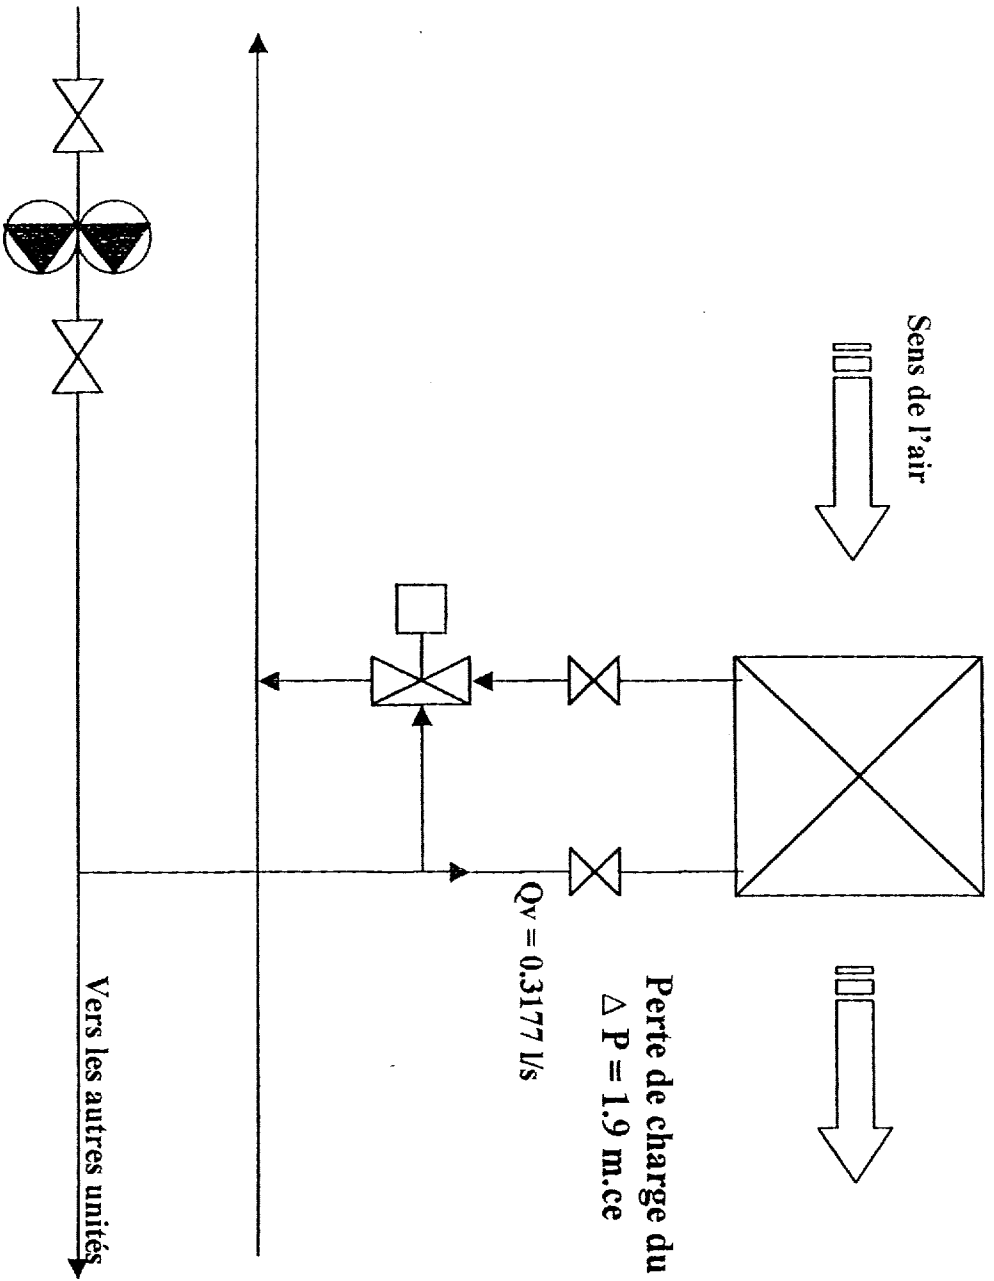 Sens de l'air
Perte de charge du
Δ P = 1.9 m.ce
Qv = 0.3177 l/s
Vers les autres unités